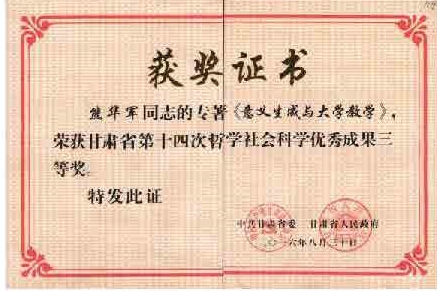 获奖证书
熊华军同志的专著《意义生成与大学教学》,
荣获甘肃省第十四次哲学社会科学优秀成果三
等奖。
特发此证
中共甘肃省委 甘肃省人民政府
二〇一六年八月三十日